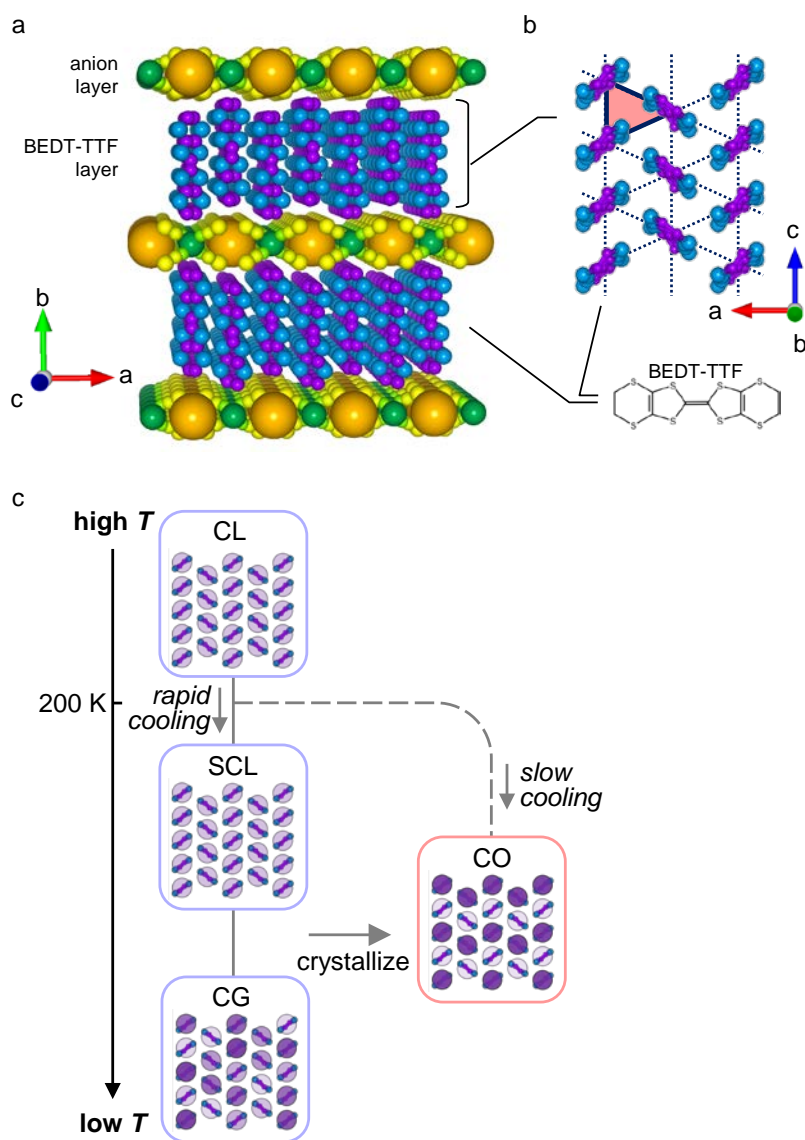 a
anion
layer
BEDT-TTF
layer
b
a
c
b
c
a
b
BEDT-TTF
S
S
S
S
S
S
S
S
c
high T
CL
200 K
rapid
cooling
SCL
slow
cooling
CO
crystallize
CG
low T